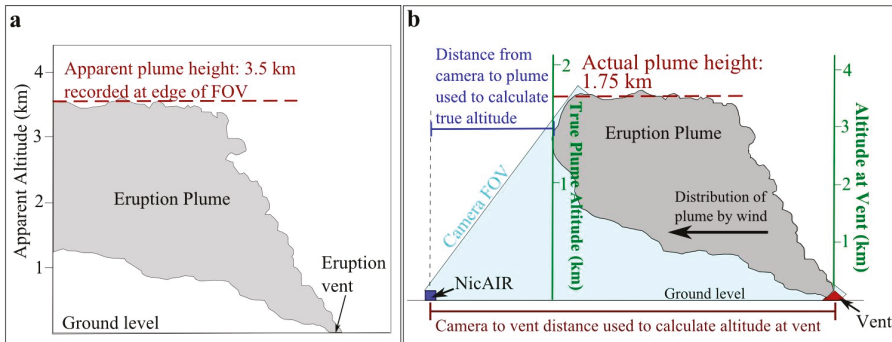 a
Apparent Altitude (km)
4
3
2
1
Apparent plume height: 3.5 km
recorded at edge of FOV
Eruption Plume
Eruption
vent
Ground level
b
Distance from
camera to plume
used to calculate
true altitude
2
1
True Plume Altitude (km)
Actual plume height:
1.75 km
Eruption Plume
4
3
2
1
Altitude at
Vent (km)
Camera FOV
Distribution of
plume by wind
NicAIR
Ground level
Vent
Camera to vent distance used to calculate altitude at vent